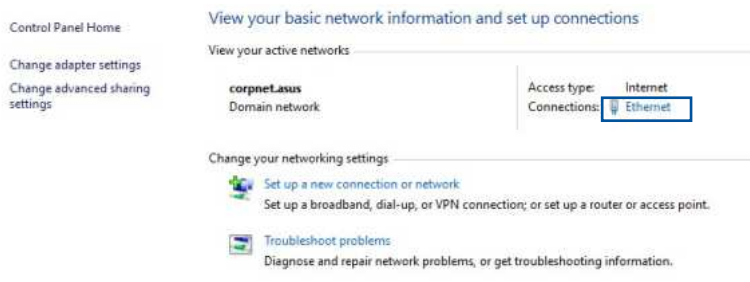 Control Panel Home
Change adapter settings
Change advanced sharing
settings
View your basic network information and set up connections
View your active networks
corpnet.asus
Domain network
Access type: Internet
Connections: Ethernet
Change your networking settings
Set up a new connection or network
Set up a broadband, dial-up, or VPN connection; or set up a router or access point.
Troubleshoot problems
Diagnose and repair network problems, or get troubleshooting information.